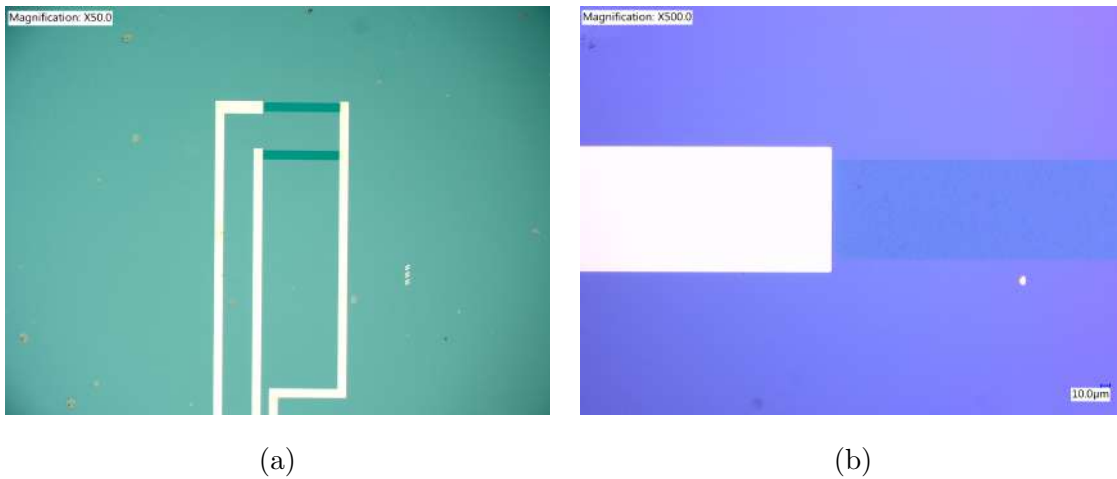 Magnification: X50.0
Magnification: X500.0
10.0μm
(a)
(b)